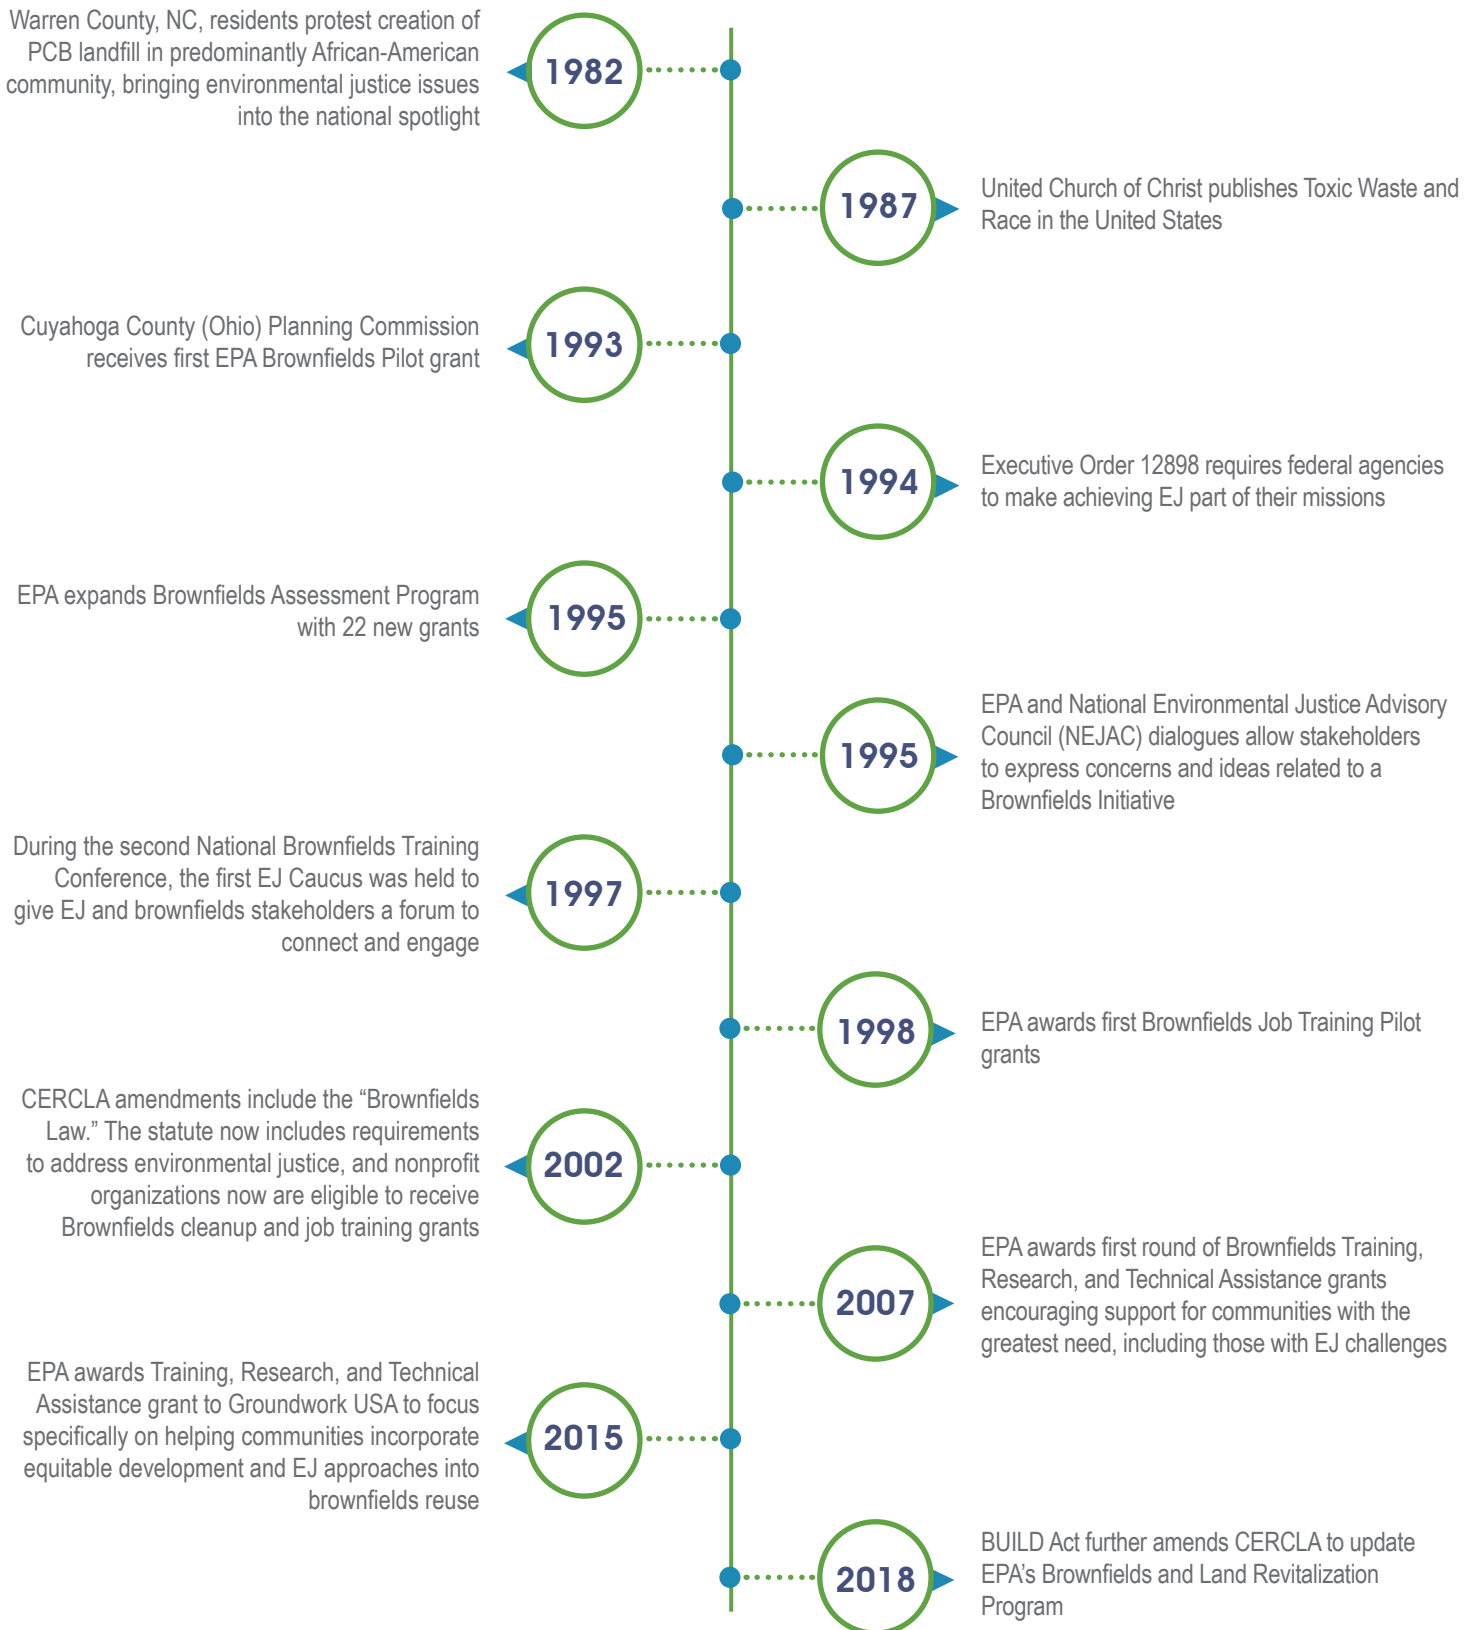 Warren County, NC, residents protest creation of
PCB landfill in predominantly African-American
community, bringing environmental justice issues
into the national spotlight
1982
1987
United Church of Christ publishes Toxic Waste and
Race in the United States
Cuyahoga County (Ohio) Planning Commission
receives first EPA Brownfields Pilot grant
1993
1994
Executive Order 12898 requires federal agencies
to make achieving EJ part of their missions
EPA expands Brownfields Assessment Program
with 22 new grants
1995
1995
EPA and National Environmental Justice Advisory
Council (NEJAC) dialogues allow stakeholders
to express concerns and ideas related to a
Brownfields Initiative
During the second National Brownfields Training
Conference, the first EJ Caucus was held to
give EJ and brownfields stakeholders a forum to
connect and engage
1997
1998
EPA awards first Brownfields Job Training Pilot
grants
CERCLA amendments include the “Brownfields
Law.” The statute now includes requirements
to address environmental justice, and nonprofit
organizations now are eligible to receive
Brownfields cleanup and job training grants
2002
2007
EPA awards first round of Brownfields Training,
Research, and Technical Assistance grants
encouraging support for communities with the
greatest need, including those with EJ challenges
EPA awards Training, Research, and Technical
Assistance grant to Groundwork USA to focus
specifically on helping communities incorporate
equitable development and EJ approaches into
brownfields reuse
2015
2018
BUILD Act further amends CERCLA to update
EPA’s Brownfields and Land Revitalization
Program